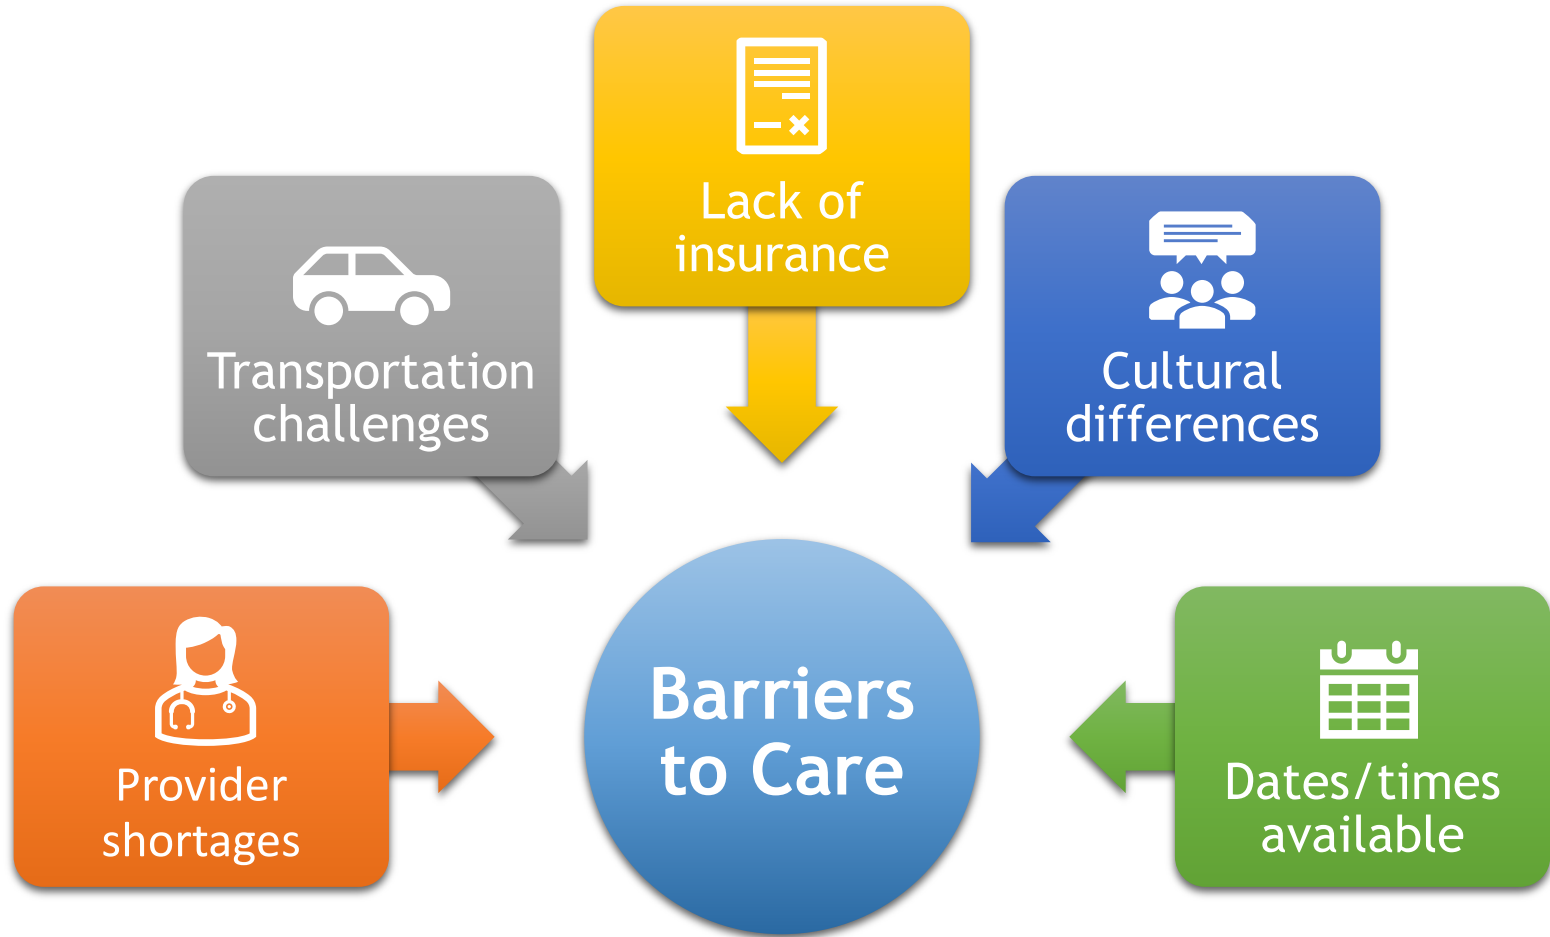 Lack of
insurance
Transportation
challenges
Cultural
differences
Provider
shortages
Barriers
to Care
Dates/times
available